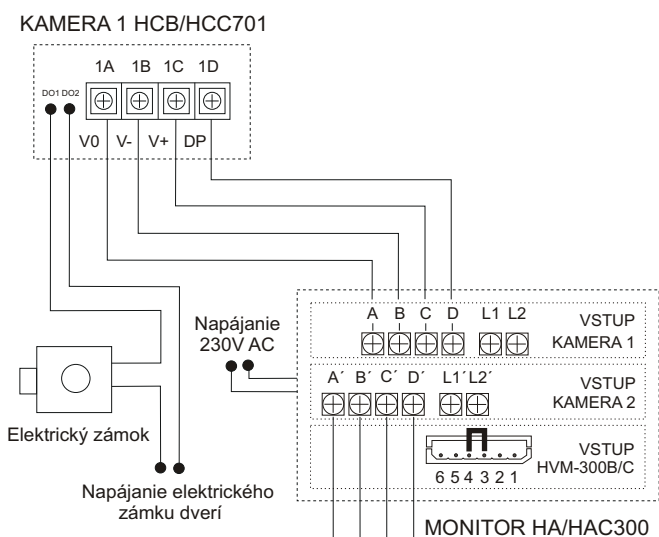 KAMERA 1 HCB/HCC701
1A 1B 1C 1D
DO1 DO2
V0 V- V+ DP
A B C D L1 L2
VSTUP
KAMERA 1
Napájanie
230V AC
A´ B´ C´ D´ L1´ L2´
VSTUP
KAMERA 2
Elektrický zámok
VSTUP
HVM-300B/C
6 5 4 3 2 1
Napájanie elektrického
zámku dverí
MONITOR HA/HAC300